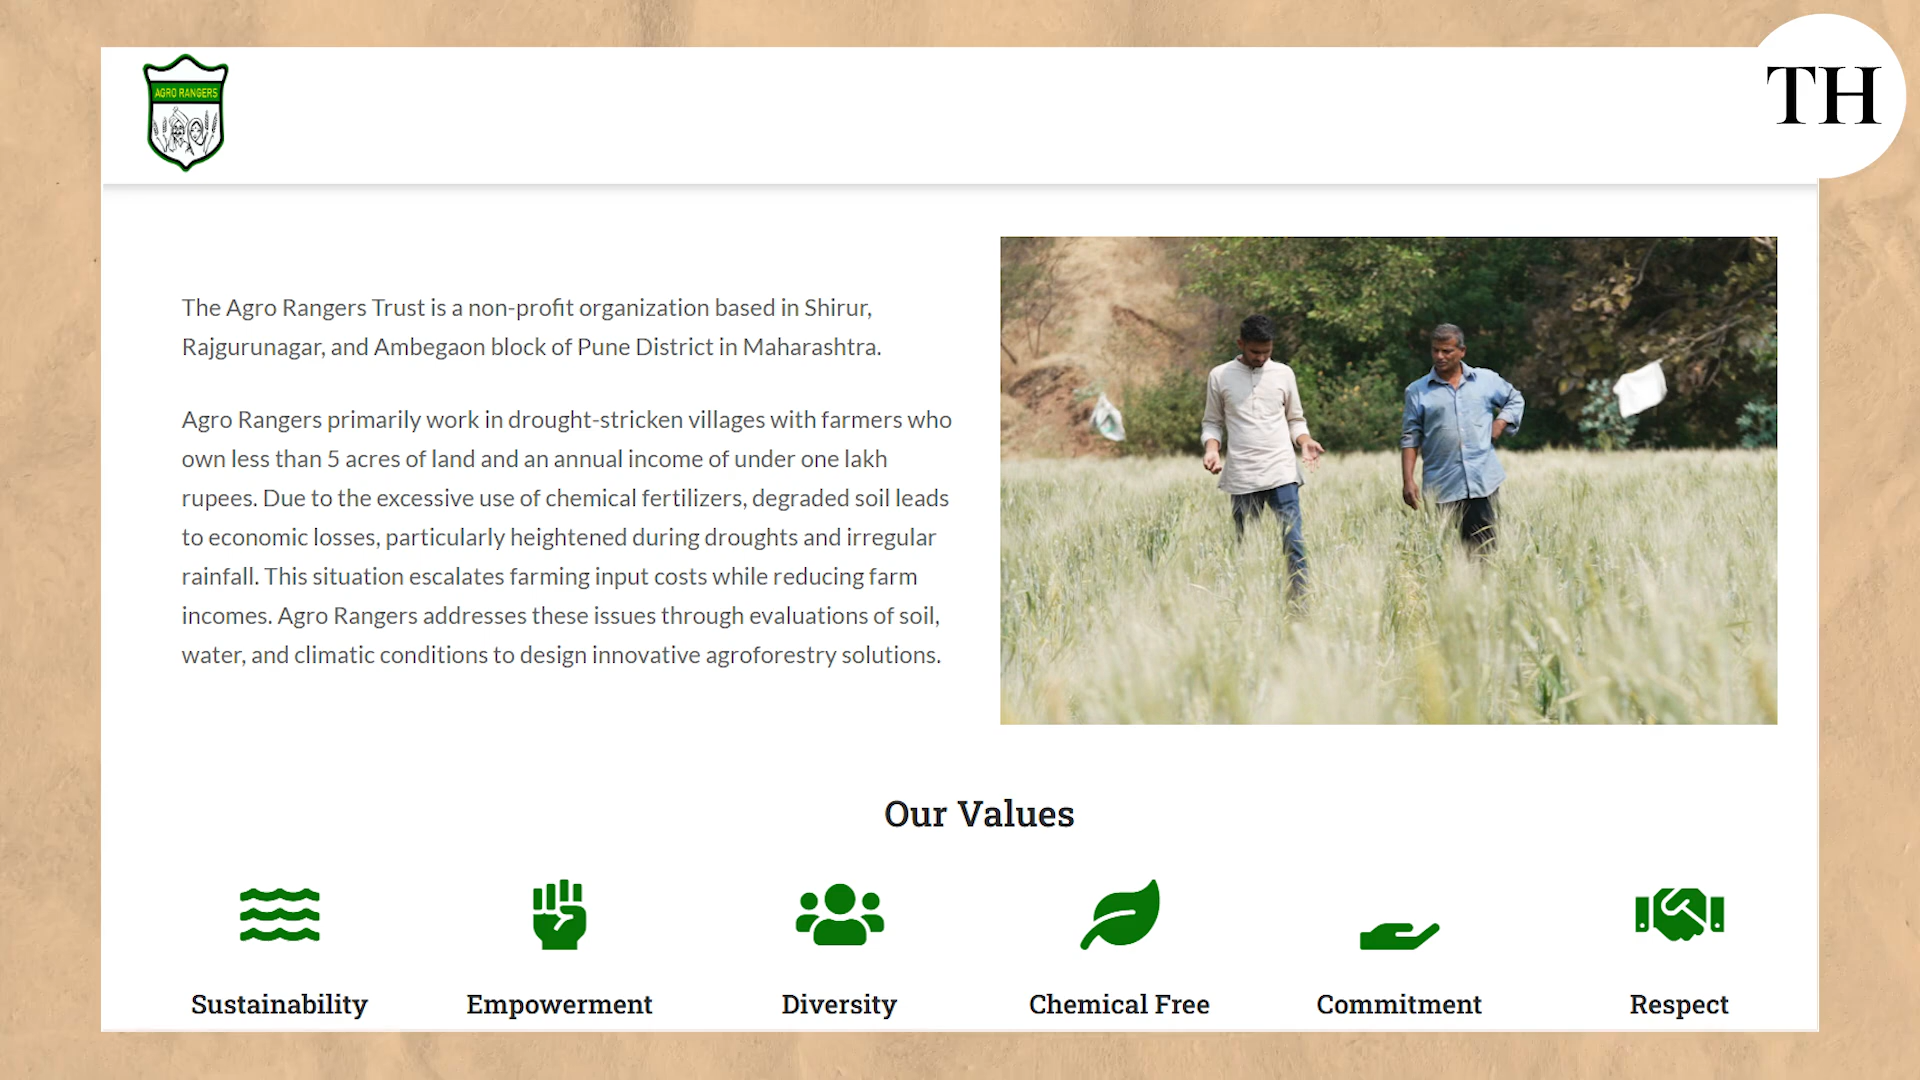 TH
AGRO RANGERS
The Agro Rangers Trust is a non-profit organization based in Shirur,
Rajgurunagar, and Ambegaon block of Pune District in Maharashtra.
Agro Rangers primarily work in drought-stricken villages with farmers who
own less than 5 acres of land and an annual income of under one lakh
rupees. Due to the excessive use of chemical fertilizers, degraded soil leads
to economic losses, particularly heightened during droughts and irregular
rainfall. This situation escalates farming input costs while reducing farm
incomes. Agro Rangers addresses these issues through evaluations of soil,
water, and climatic conditions to design innovative agroforestry solutions.
Our Values
Sustainability
Empowerment
Diversity
Chemical Free
Commitment
Respect